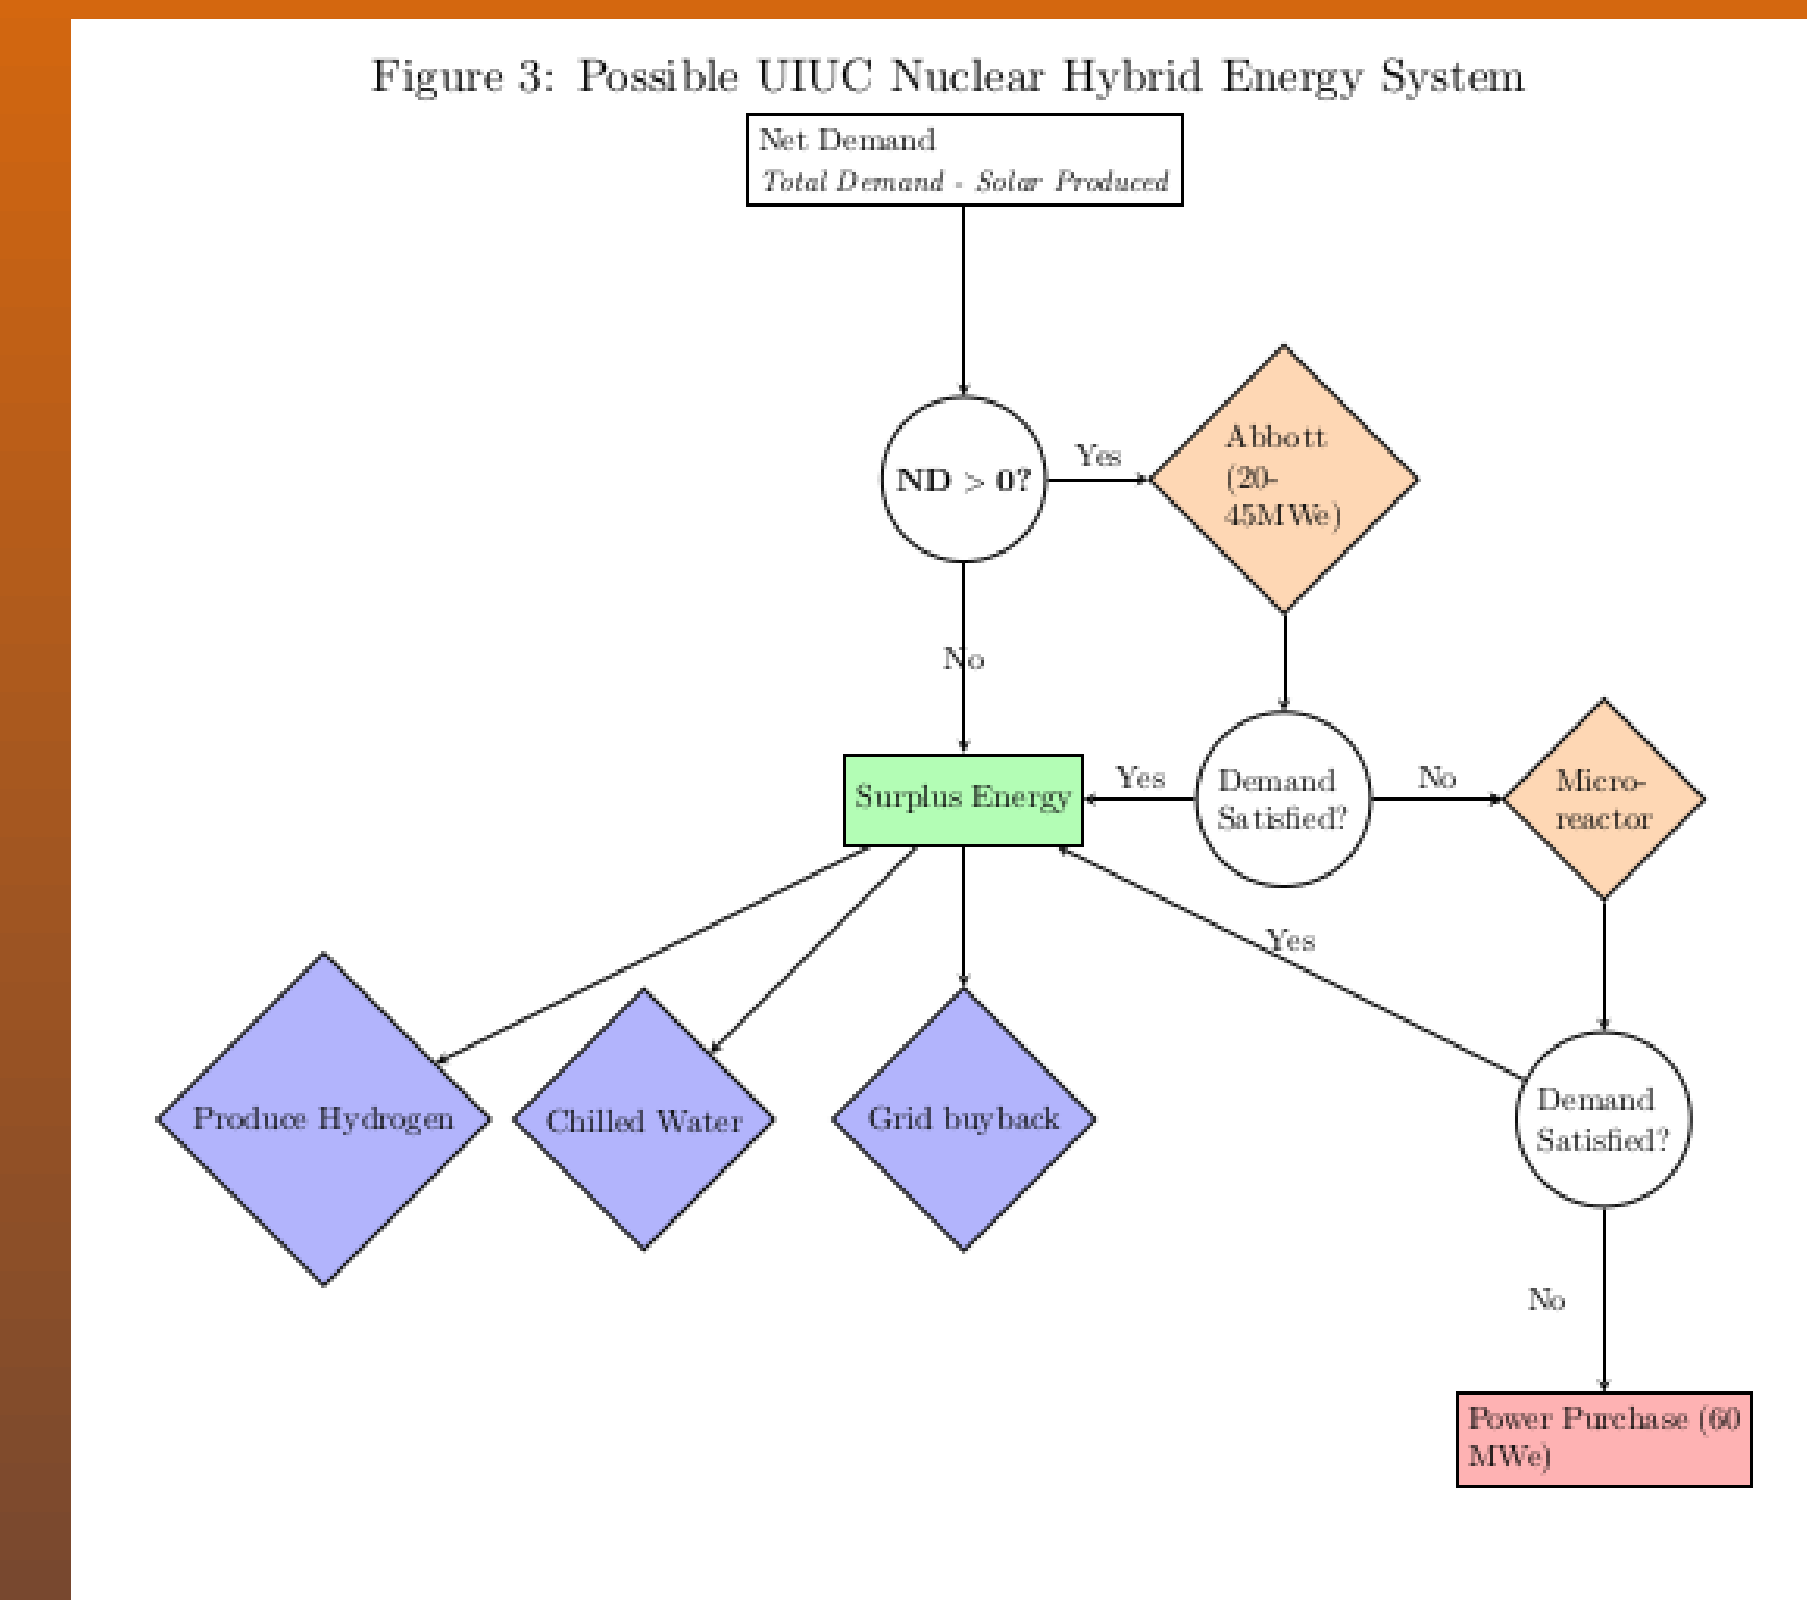 Figure 3: Possible UIUC Nuclear Hybrid Energy System
Net Demand
Total Demand - Solar Produced
ND > 0?
Yes
Abbott
(20-
45MWe)
No
Surplus Energy
Yes
Demand
Satisfied?
No
Micro-
reactor
Yes
Produce Hydrogen
Chilled Water
Grid buyback
Demand
Satisfied?
No
Power Purchase (60
MWe)